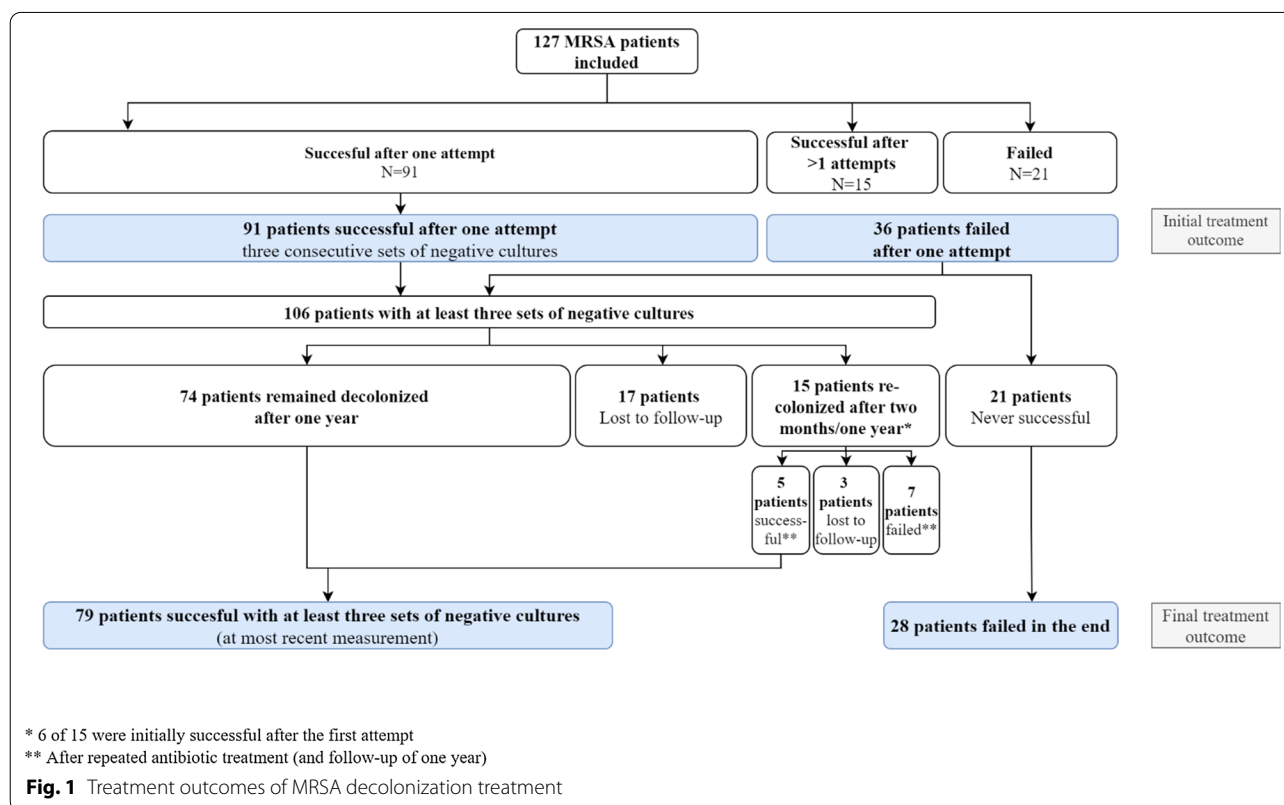 127 MRSA patients
included
Succesful after one attempt
N=91
Successful after
>1 attempts
N=15
Failed
N=21
91 patients successful after one attempt
three consecutive sets of negative cultures
36 patients failed
after one attempt
Initial treatment
outcome
106 patients with at least three sets of negative cultures
74 patients remained decolonized
after one year
17 patients
Lost to follow-up
15 patients re-
colonized after two
months/one year*
21 patients
Never successful
5
patients
success-
ful**
3
patients
lost to
follow-up
7
patients
failed**
79 patients succesful with at least three sets of negative cultures
(at most recent measurement)
28 patients failed in the end
Final treatment
outcome
* 6 of 15 were initially successful after the first attempt
** After repeated antibiotic treatment (and follow-up of one year)
Fig. 1 Treatment outcomes of MRSA decolonization treatment